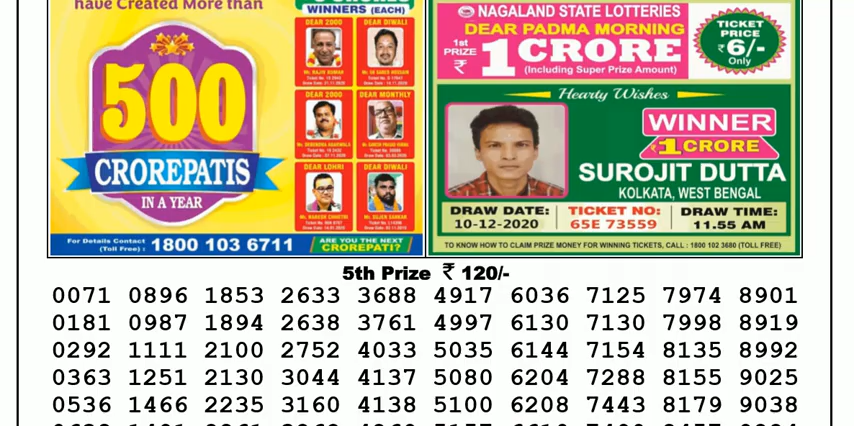 have Created More than
500
CROREPATIS
IN A YEAR
For Details Contact
(Toll Free) : 1800 103 6711
WINNERS (EACH)
DEAR 2000
DEAR DIWALI
DEAR 2000
DEAR MONTHLY
DEAR LOHRI
DEAR DIWALI
ARE YOU THE NEXT
CROREPATI?
NAGALAND STATE LOTTERIES
DEAR PADMA MORNING
1st
PRIZE
₹
1 CRORE
(Including Super Prize Amount)
TICKET
PRICE
₹6/-
Only
Hearty Wishes
WINNER
₹1 CRORE
SUROJIT DUTTA
KOLKATA, WEST BENGAL
DRAW DATE:
10-12-2020
TICKET NO:
65E 73559
DRAW TIME:
11.55 AM
TO KNOW HOW TO CLAIM PRIZE MONEY FOR WINNING TICKETS, CALL : 1800 102 3680 (TOLL FREE)
5th Prize ₹ 120/-
0071 0896 1853 2633 3688 4917 6036 7125 7974 8901
0181 0987 1894 2638 3761 4997 6130 7130 7998 8919
0292 1111 2100 2752 4033 5035 6144 7154 8135 8992
0363 1251 2130 3044 4137 5080 6204 7288 8155 9025
0536 1466 2235 3160 4138 5100 6208 7443 8179 9038